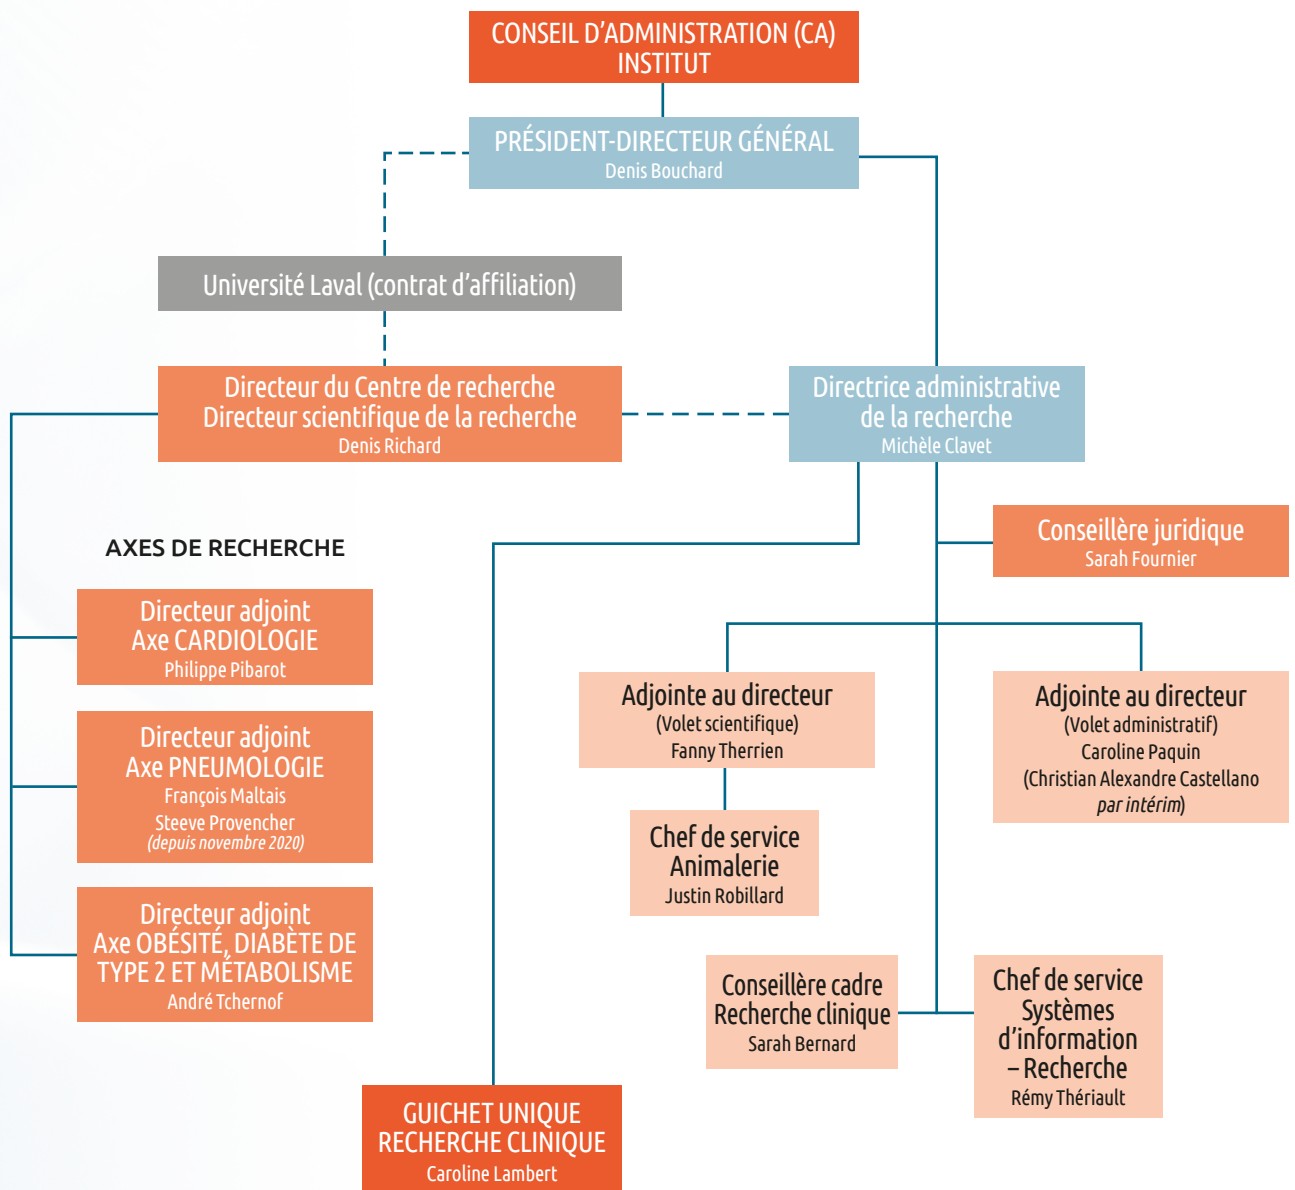 CONSEIL D’ADMINISTRATION (CA)
INSTITUT
PRÉSIDENT-DIRECTEUR GÉNÉRAL
Denis Bouchard
Université Laval (contrat d’affiliation)
Directeur du Centre de recherche
Directeur scientifique de la recherche
Denis Richard
Directrice administrative
de la recherche
Michèle Clavet
Conseillère juridique
Sarah Fournier
AXES DE RECHERCHE
Directeur adjoint
Axe CARDIOLOGIE
Philippe Pibarot
Directeur adjoint
Axe PNEUMOLOGIE
François Maltais
Steeve Provencher
(depuis novembre 2020)
Directeur adjoint
Axe OBÉSITÉ, DIABÈTE DE
TYPE 2 ET MÉTABOLISME
André Tchernof
Adjointe au directeur
(Volet scientifique)
Fanny Therrien
Adjointe au directeur
(Volet administratif)
Caroline Paquin
(Christian Alexandre Castellano
par intérim)
Chef de service
Animalerie
Justin Robillard
Conseillère cadre
Recherche clinique
Sarah Bernard
Chef de service
Systèmes
d’information
– Recherche
Rémy Thériault
GUICHET UNIQUE
RECHERCHE CLINIQUE
Caroline Lambert